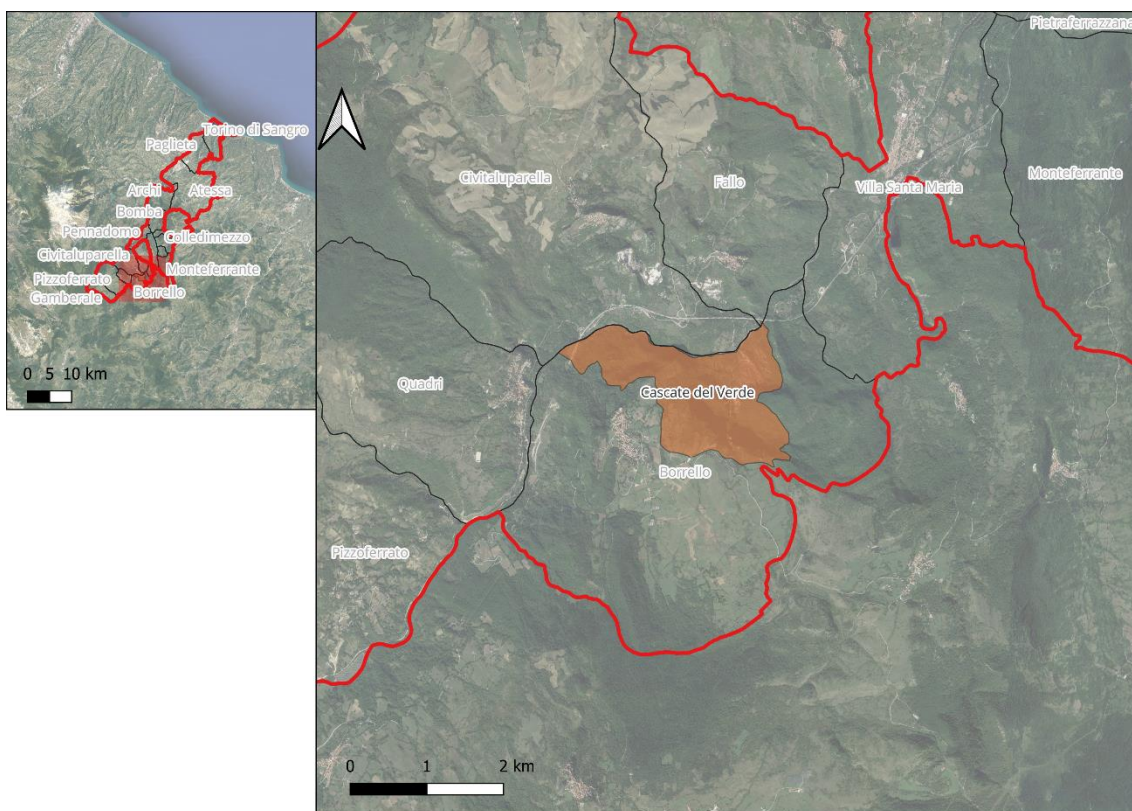 Torino di Sangro
Paglieta
Archi
Atessa
Bomba
Pennadomo
Colledimezzo
Civitaluparella
Monteferrante
Pizzoferrato
Borrello
Gamberale
0 5 10 km
Pietraferrazzana
Civitaluparella
Fallo
Monteferrante
Villa Santa Maria
Quadri
Cascate del Verde
Borrello
Pizzoferrato
0 1 2 km